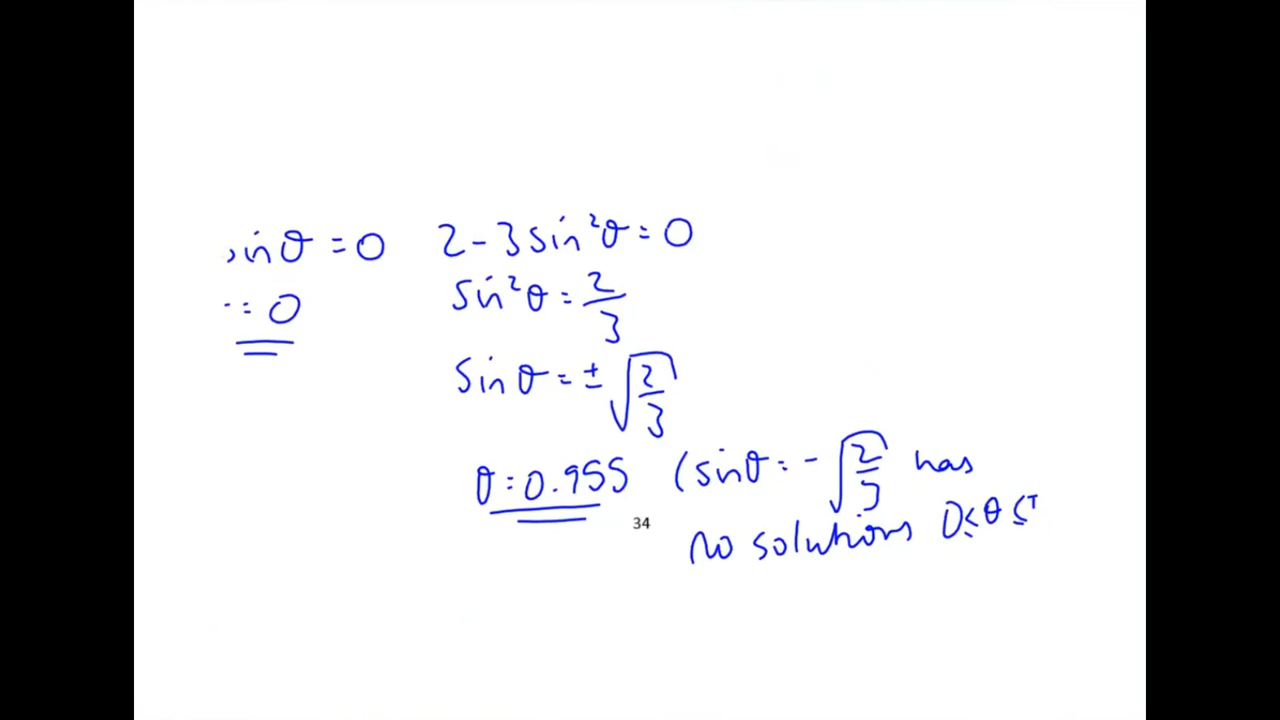 sinθ = 0   2 - 3sin²θ = 0
= 0   sin²θ = 2/3
sinθ = ±√(2/3)
θ = 0.955   (sinθ = -√(2/3) has
34
no solutions 0≤θ≤